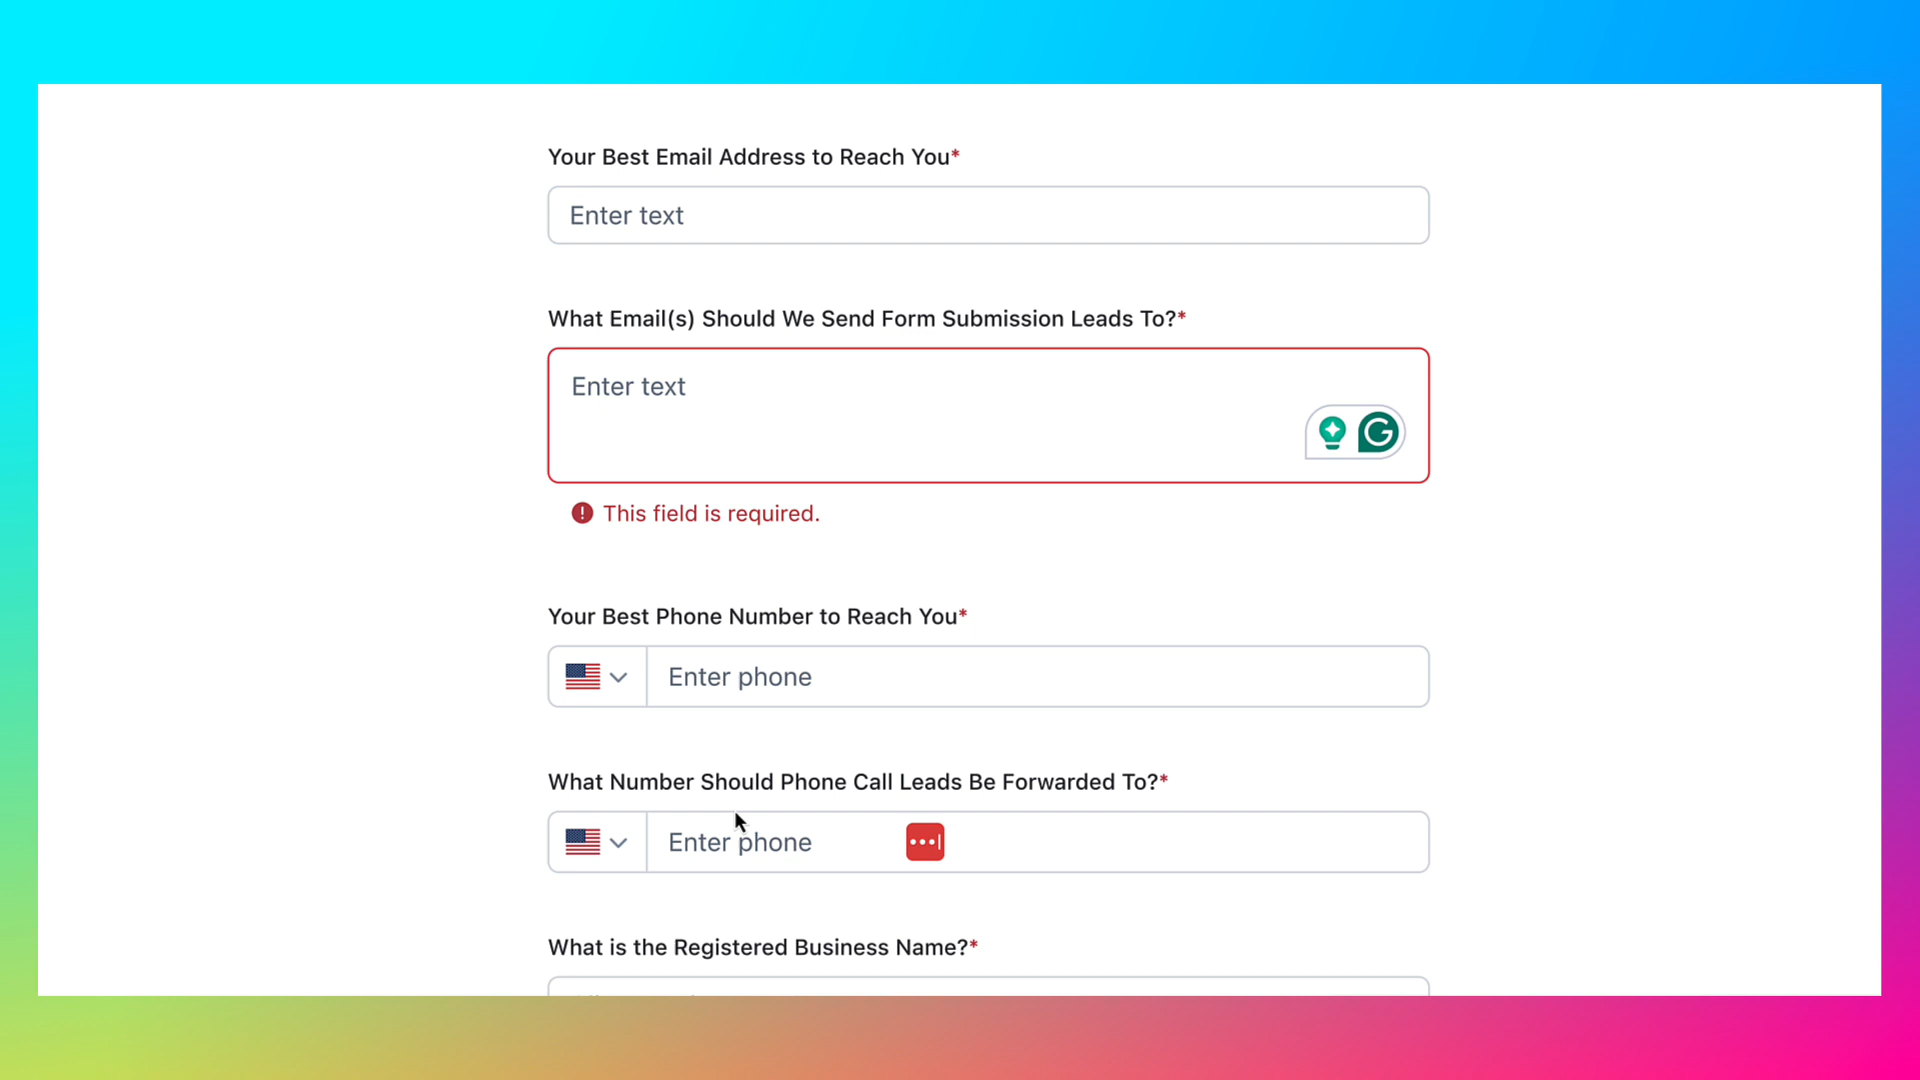 Your Best Email Address to Reach You*
Enter text
What Email(s) Should We Send Form Submission Leads To?*
Enter text
This field is required.
Your Best Phone Number to Reach You*
Enter phone
What Number Should Phone Call Leads Be Forwarded To?*
Enter phone
What is the Registered Business Name?*